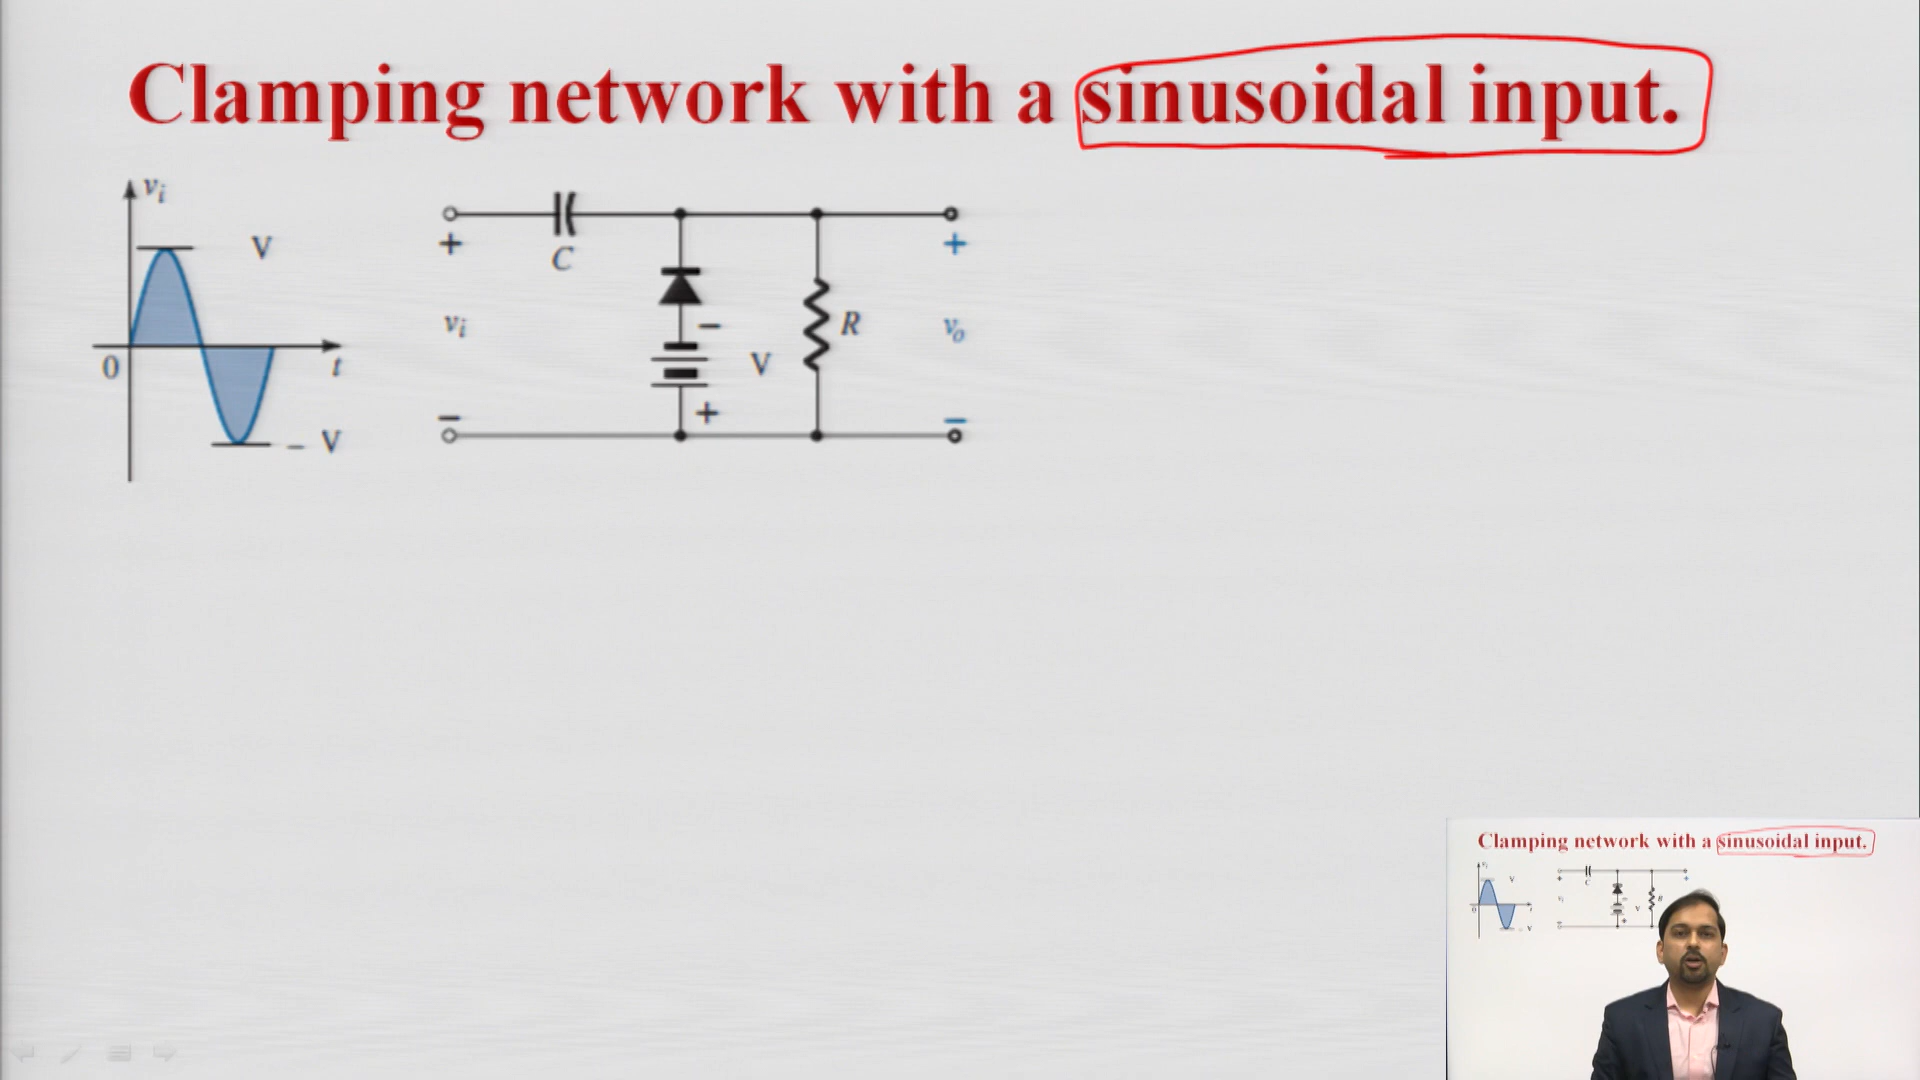 Clamping network with a sinusoidal input.
vi
V
0
t
− V
+
vi
−
C
−
V
+
R
+
vo
−
Clamping network with a sinusoidal input.
V
C
V
R
V